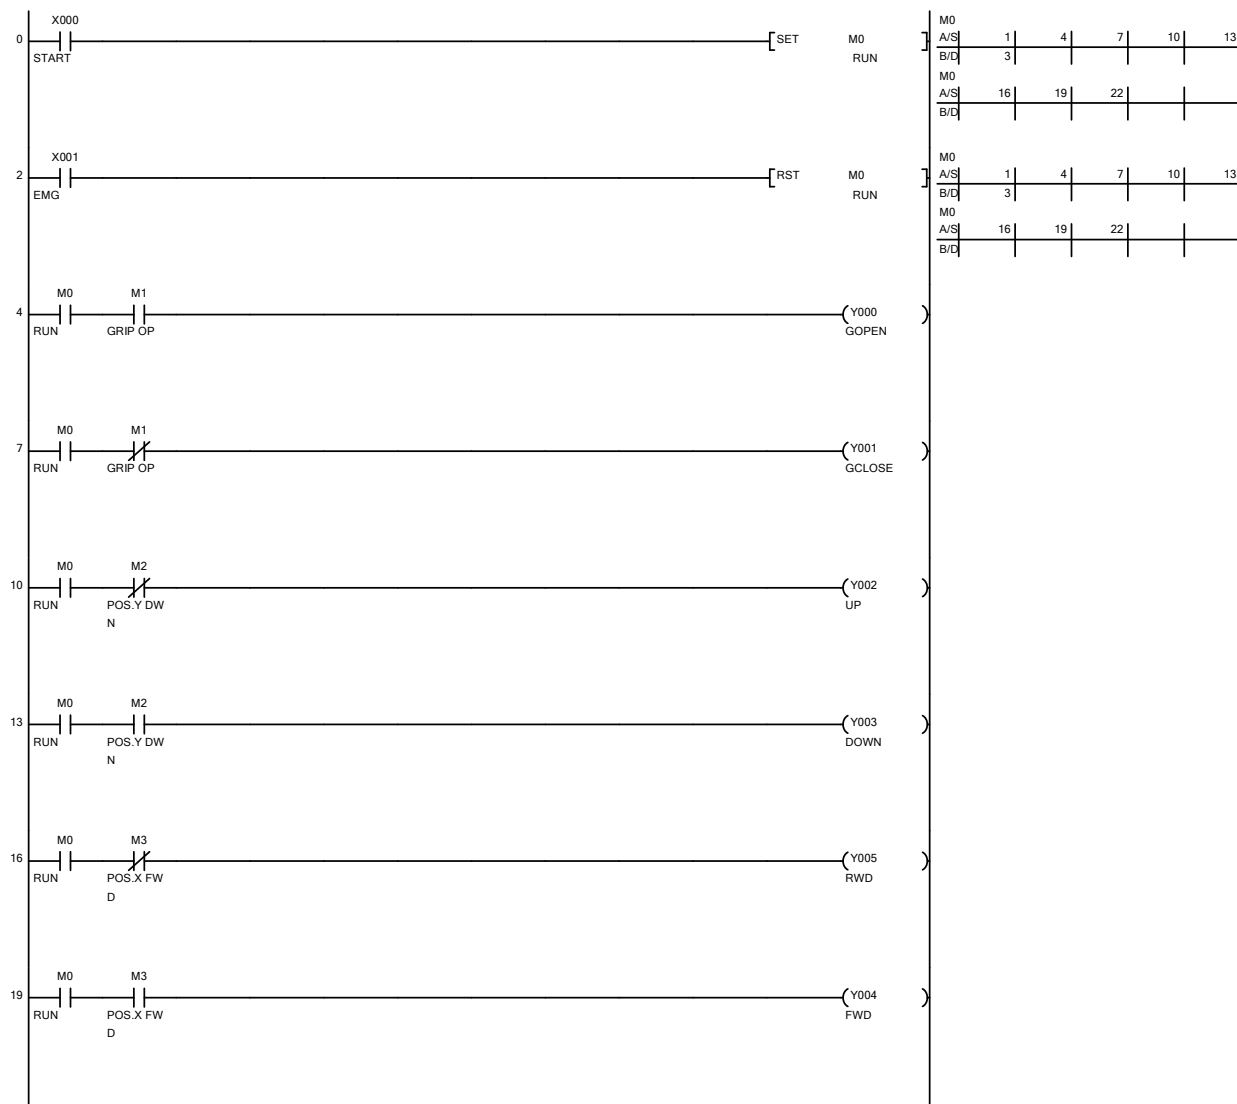 X000
0 SET M0
START RUN
M0
A/S 1 4 7 10 13
B/D 3
M0
A/S 16 19 22
B/D
X001
2 RST M0
EMG RUN
M0
A/S 1 4 7 10 13
B/D 3
M0
A/S 16 19 22
B/D
M0 M1
4 Y000
RUN GRIP OP GOPEN
M0 M1
7 Y001
RUN GRIP OP GCLOSE
M0 M2
10 Y002
RUN POS.Y DW UP
N
M0 M2
13 Y003
RUN POS.Y DW DOWN
N
M0 M3
16 Y005
RUN POS.X FW RWD
D
M0 M3
19 Y004
RUN POS.X FW FWD
D